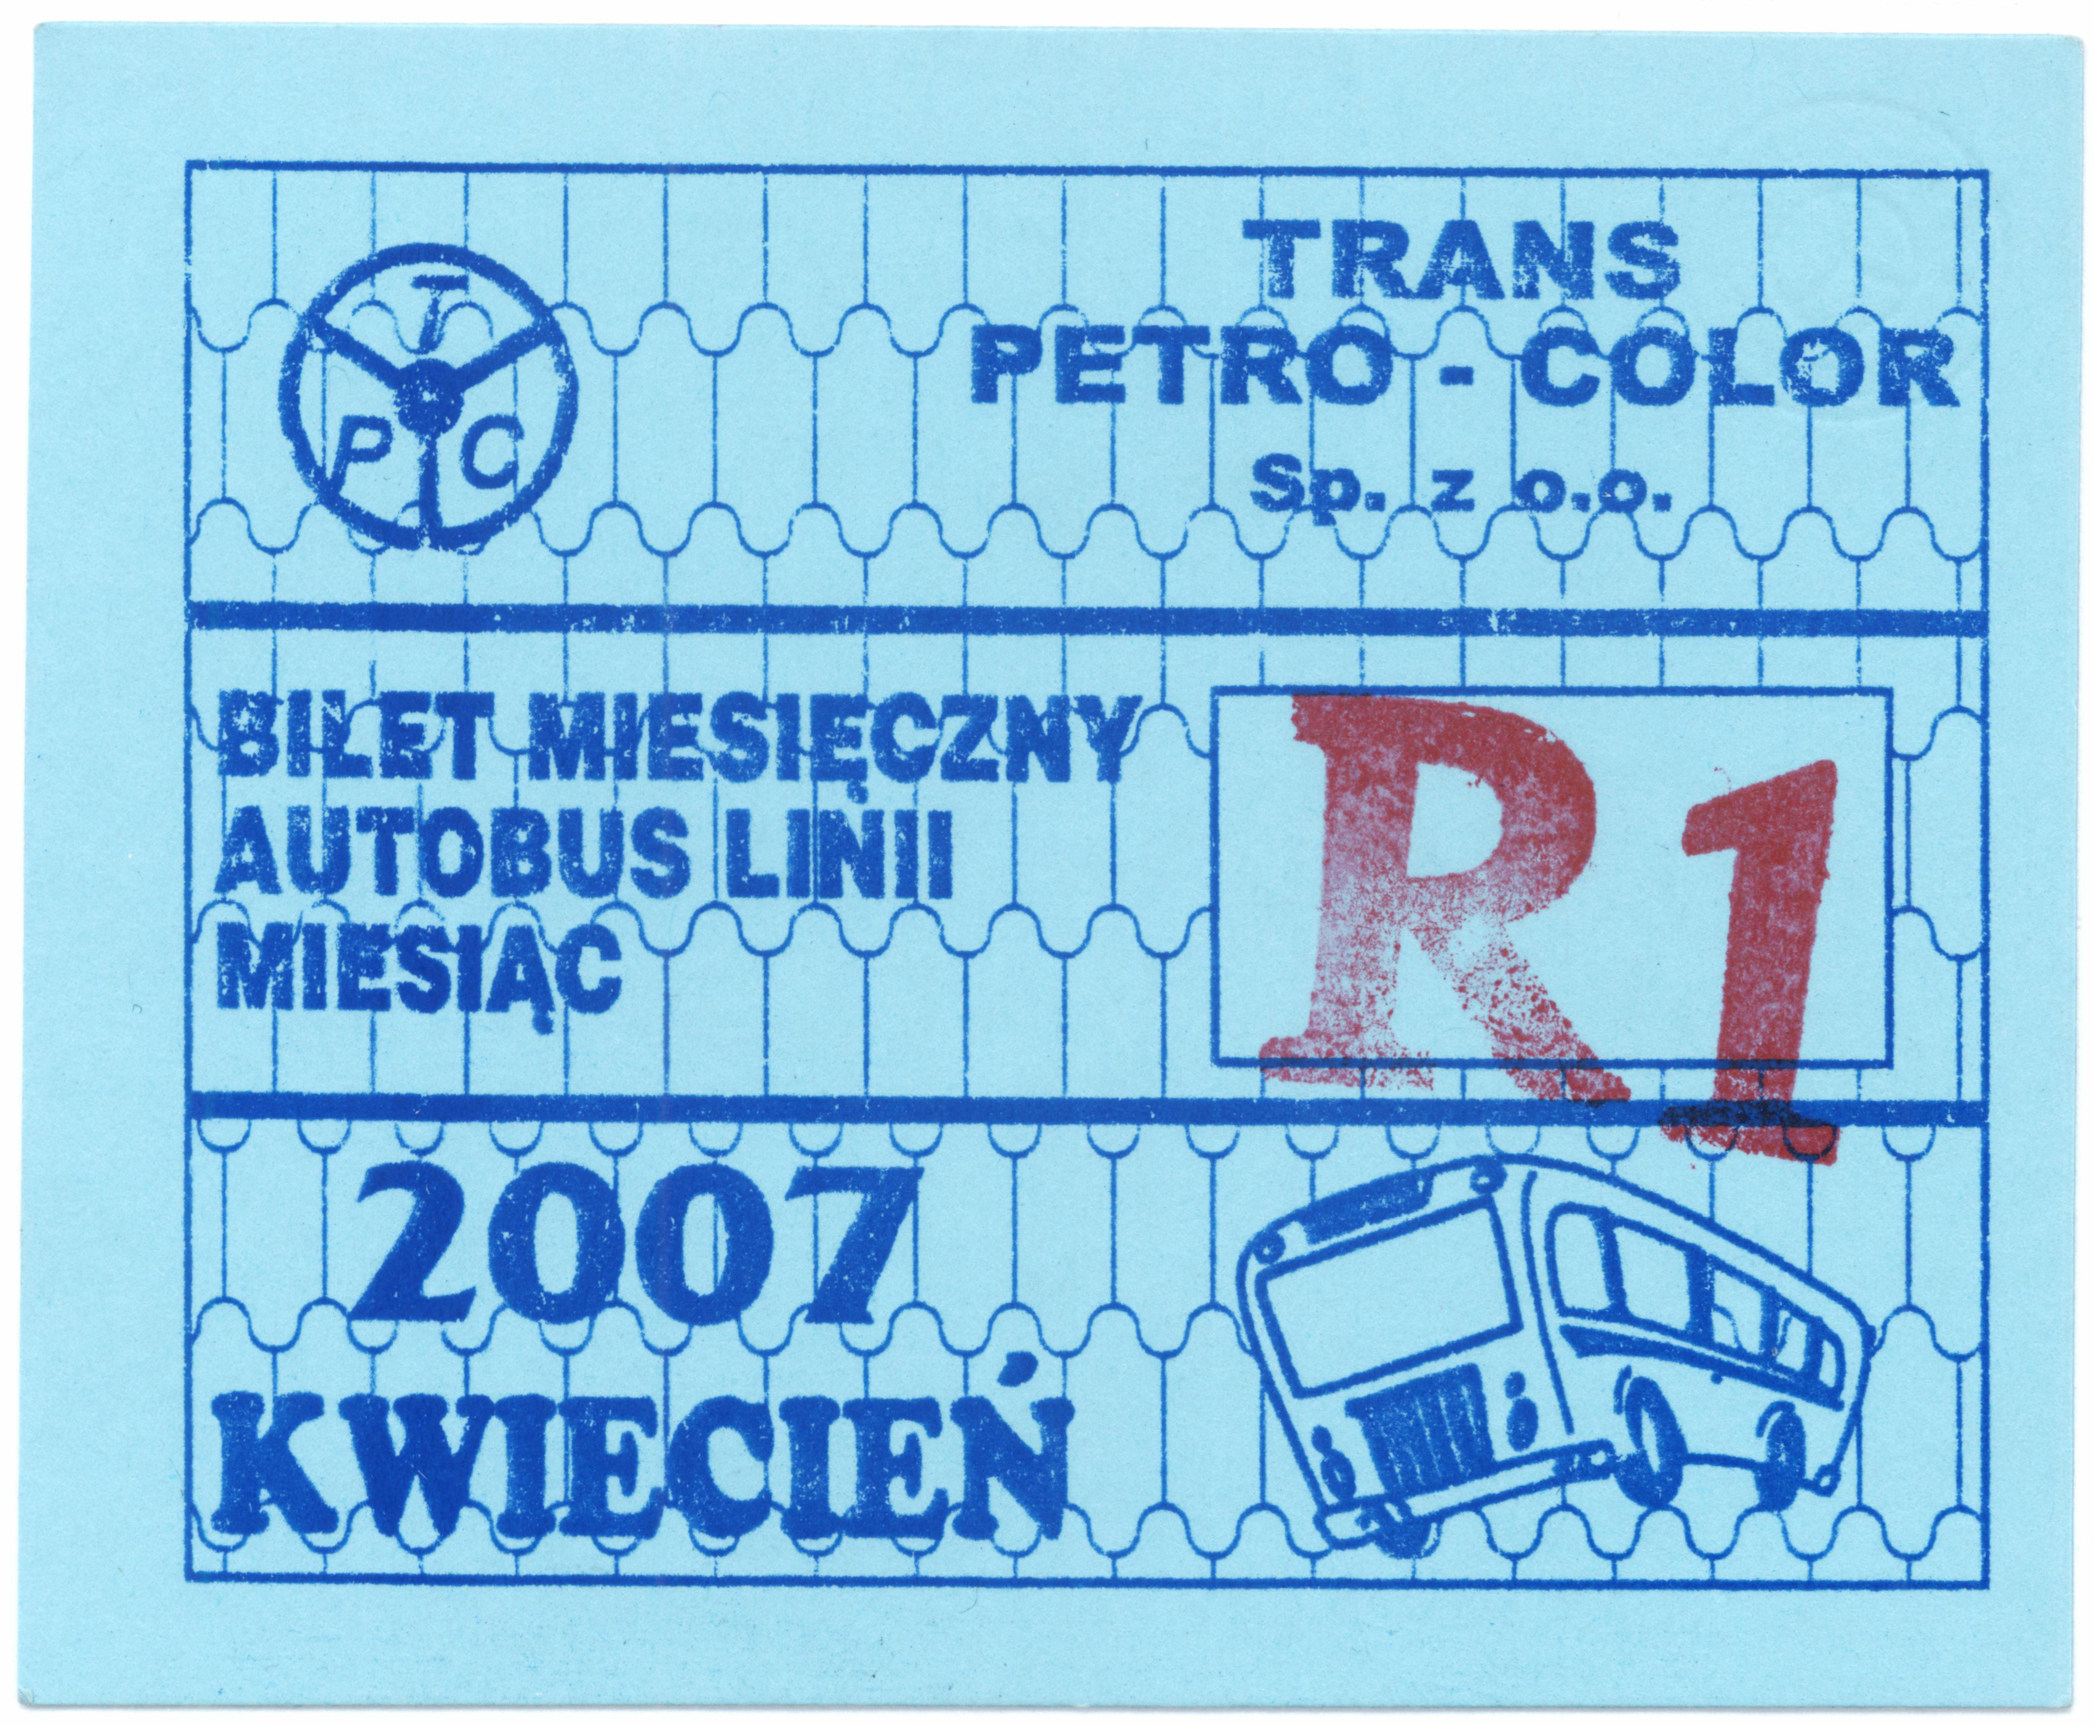 T
P C
TRANS
PETRO - COLOR
Sp. z o.o.
BILET MIESIĘCZNY
AUTOBUS LINII
MIESIĄC
R1
2007
KWIECIEŃ